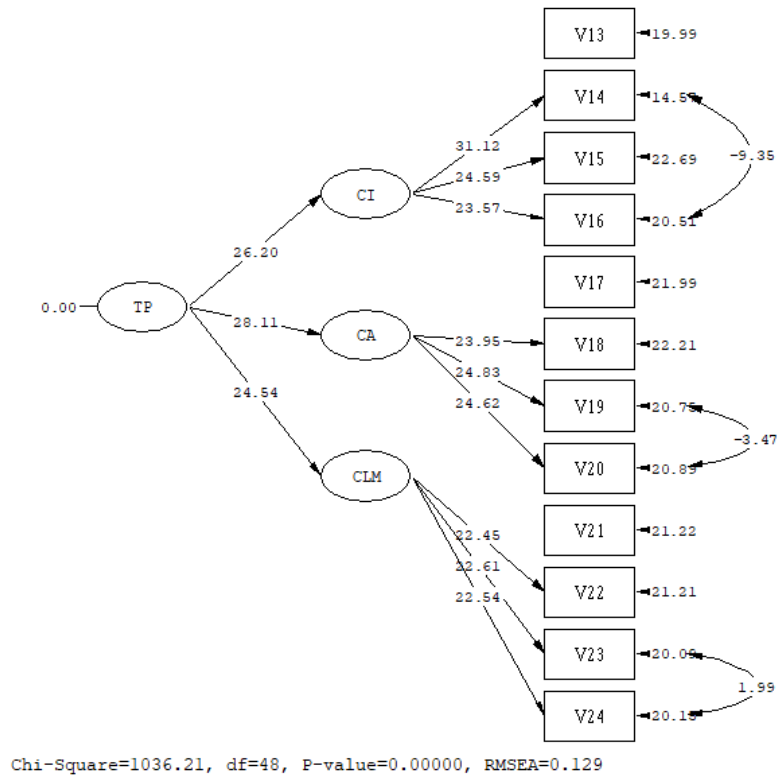 V13 19.99
V14 14.57
31.12
V15 22.69
-9.35
24.59
CI
23.57
V16 20.51
26.20
V17 21.99
0.00 TP
28.11
CA
23.95
V18 22.21
24.83
24.54
24.62
V19 20.75
-3.47
V20 20.89
CLM
V21 21.22
22.45
22.61
V22 21.21
22.54
V23 20.09
1.99
V24
Chi-Square=1036.21, df=48, P-value=0.00000, RMSEA=0.129